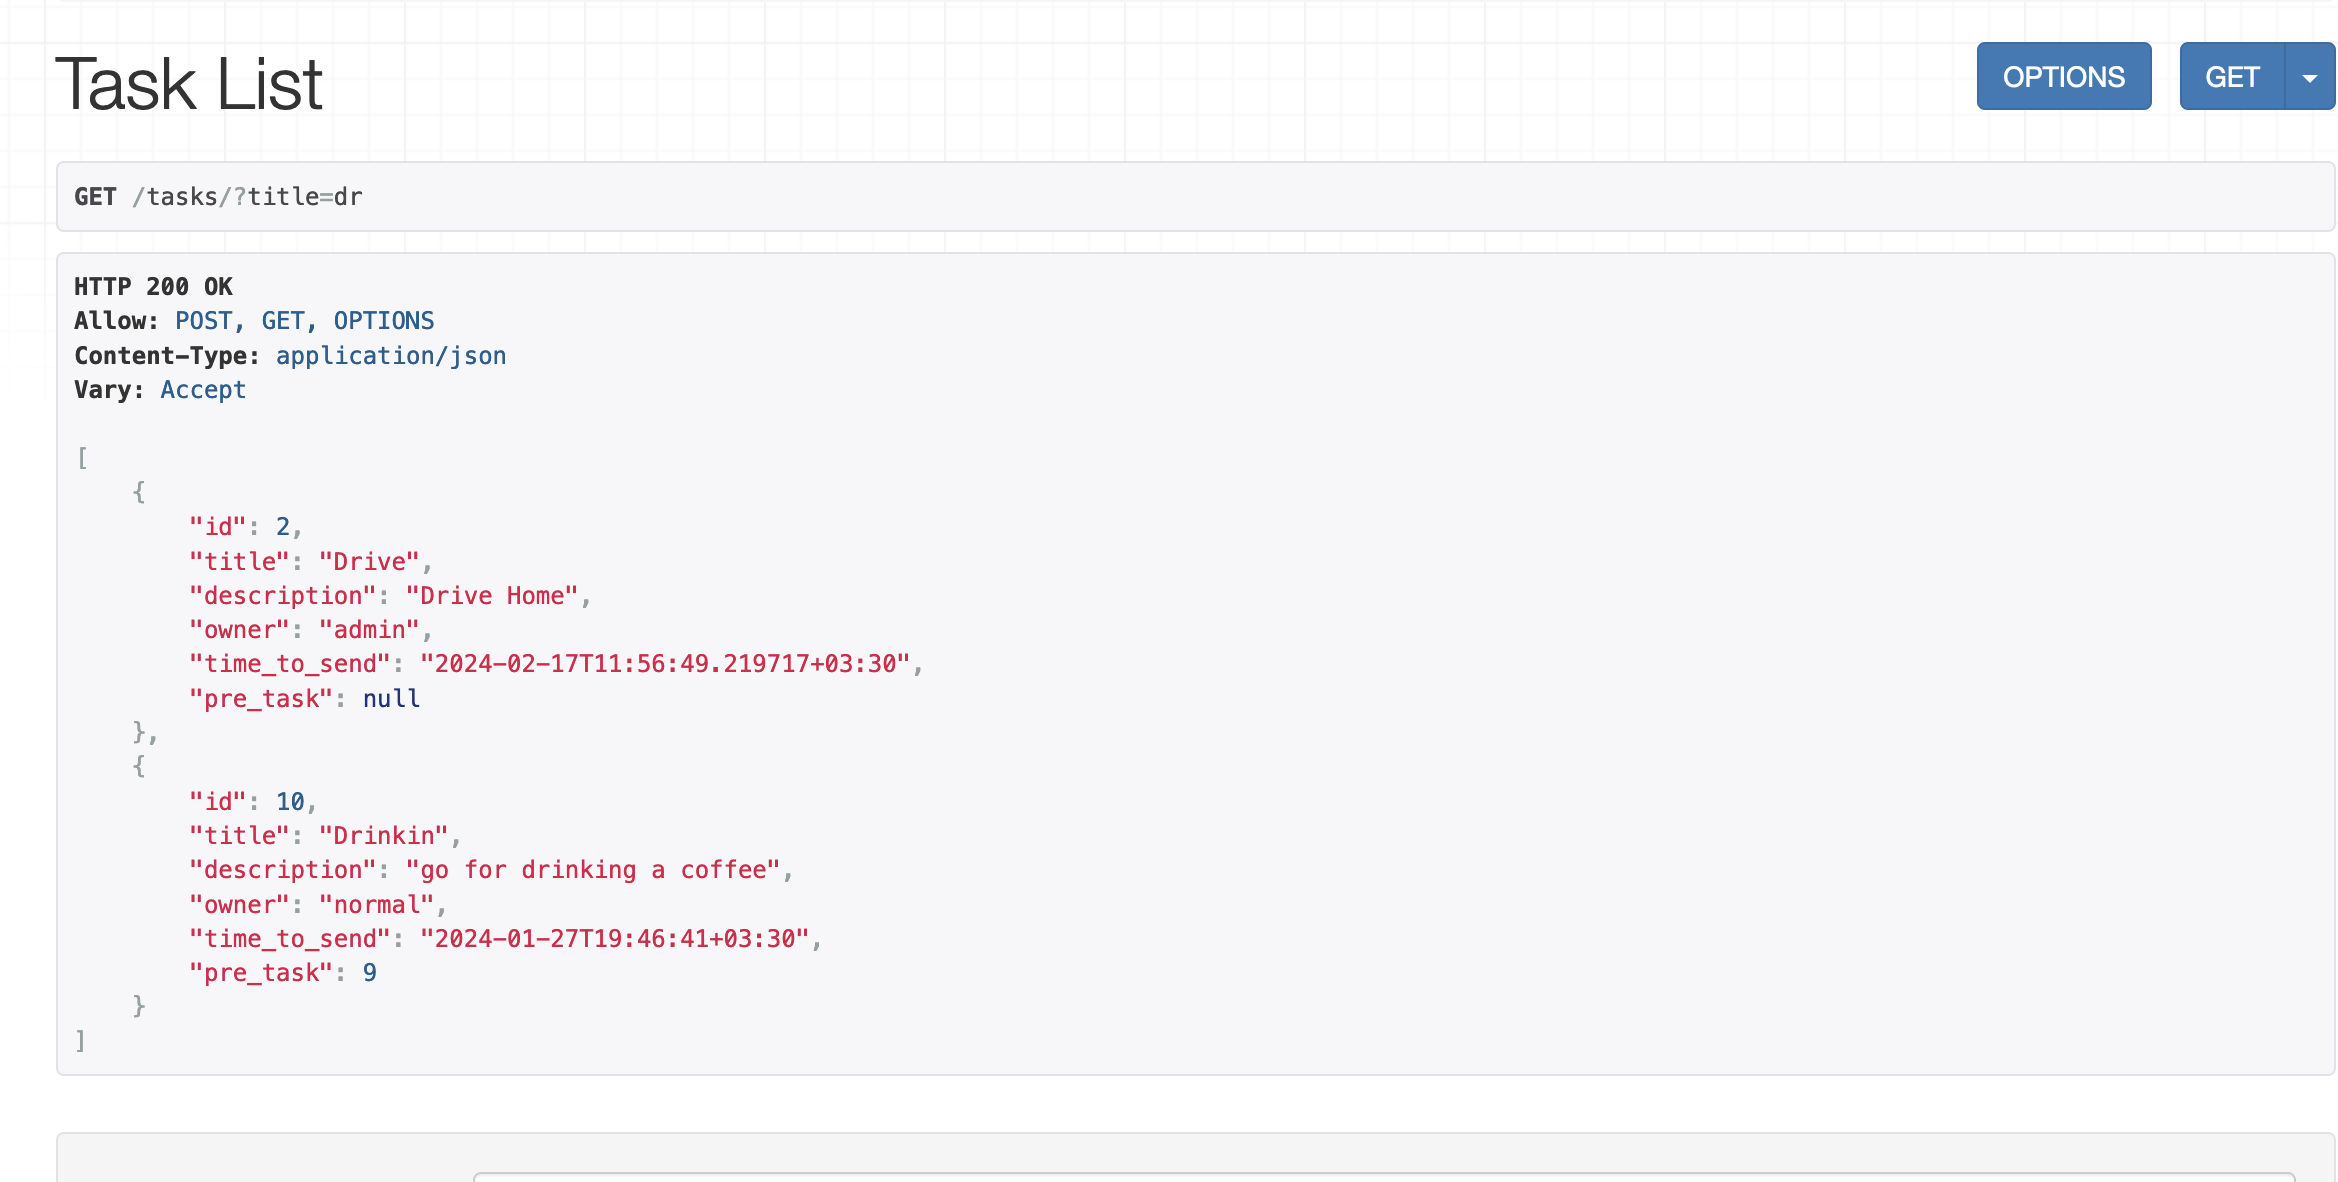 Task List
OPTIONS
GET
GET /tasks/?title=dr
HTTP 200 OK
Allow: POST, GET, OPTIONS
Content-Type: application/json
Vary: Accept
[
    {
        "id": 2,
        "title": "Drive",
        "description": "Drive Home",
        "owner": "admin",
        "time_to_send": "2024-02-17T11:56:49.219717+03:30",
        "pre_task": null
    },
    {
        "id": 10,
        "title": "Drinkin",
        "description": "go for drinking a coffee",
        "owner": "normal",
        "time_to_send": "2024-01-27T19:46:41+03:30",
        "pre_task": 9
    }
]